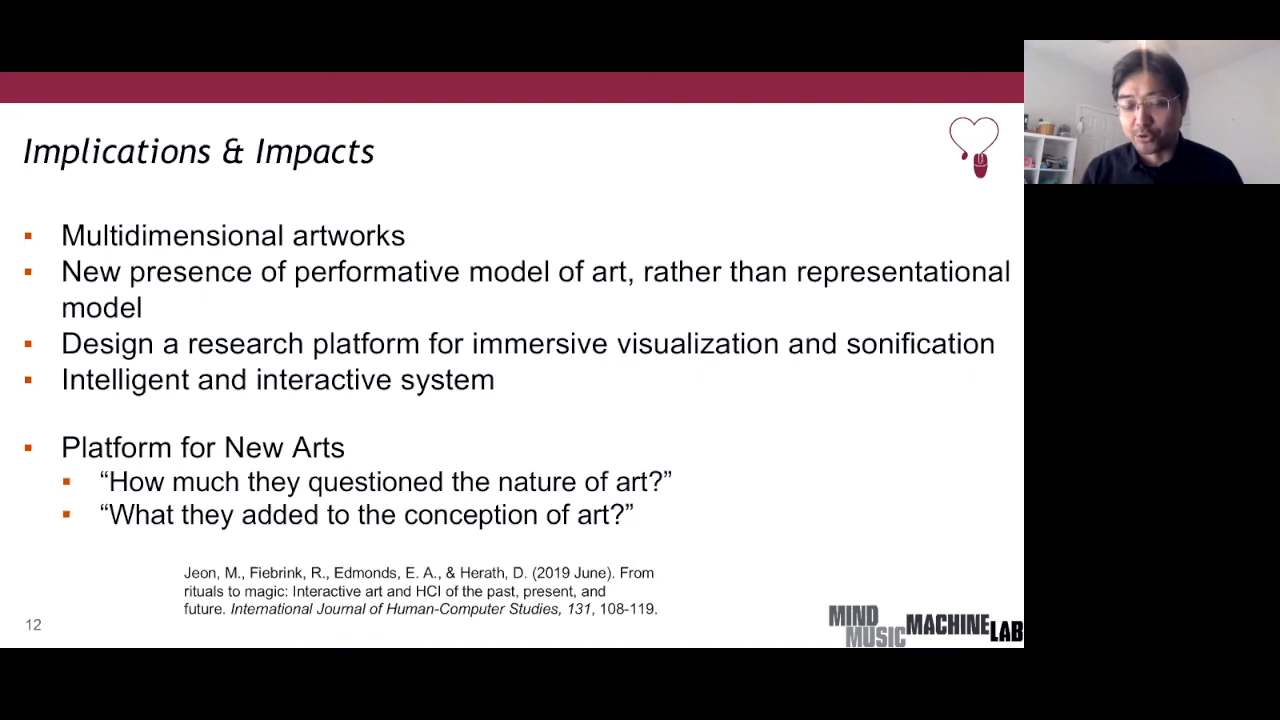 Implications & Impacts
▪ Multidimensional artworks
▪ New presence of performative model of art, rather than representational
model
▪ Design a research platform for immersive visualization and sonification
▪ Intelligent and interactive system
▪ Platform for New Arts
▪ “How much they questioned the nature of art?”
▪ “What they added to the conception of art?”
Jeon, M., Fiebrink, R., Edmonds, E. A., & Herath, D. (2019 June). From
rituals to magic: Interactive art and HCI of the past, present, and
future. International Journal of Human-Computer Studies, 131, 108-119.
12
MIND MUSIC MACHINE LAB